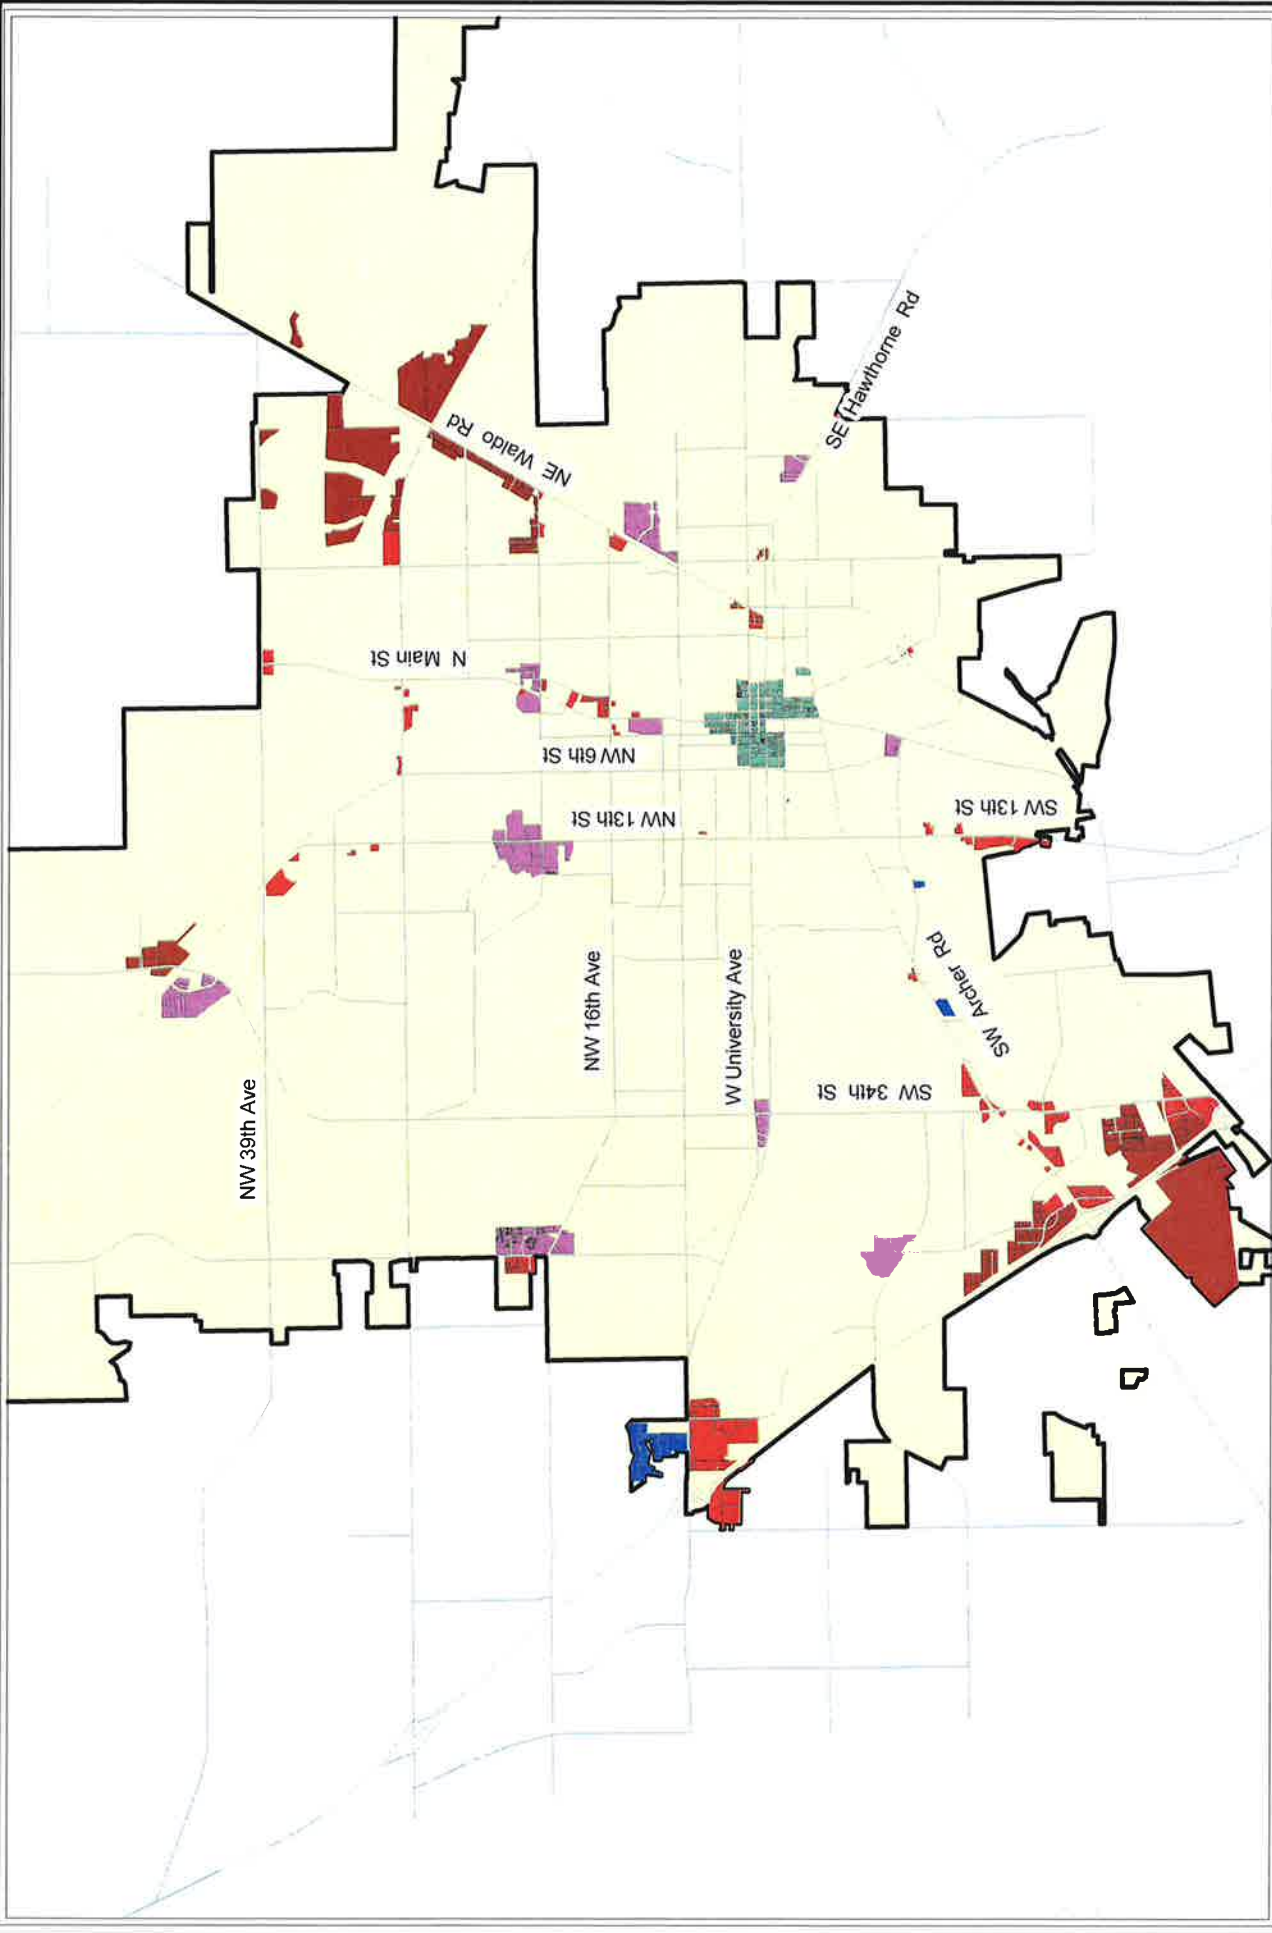 NE Waldo Rd
SE Hawthorne Rd
N Main St
NW 6th St
NW 13th St
SW 13th St
NW 16th Ave
W University Ave
SW Archer Rd
NW 39th Ave
SW 34th St